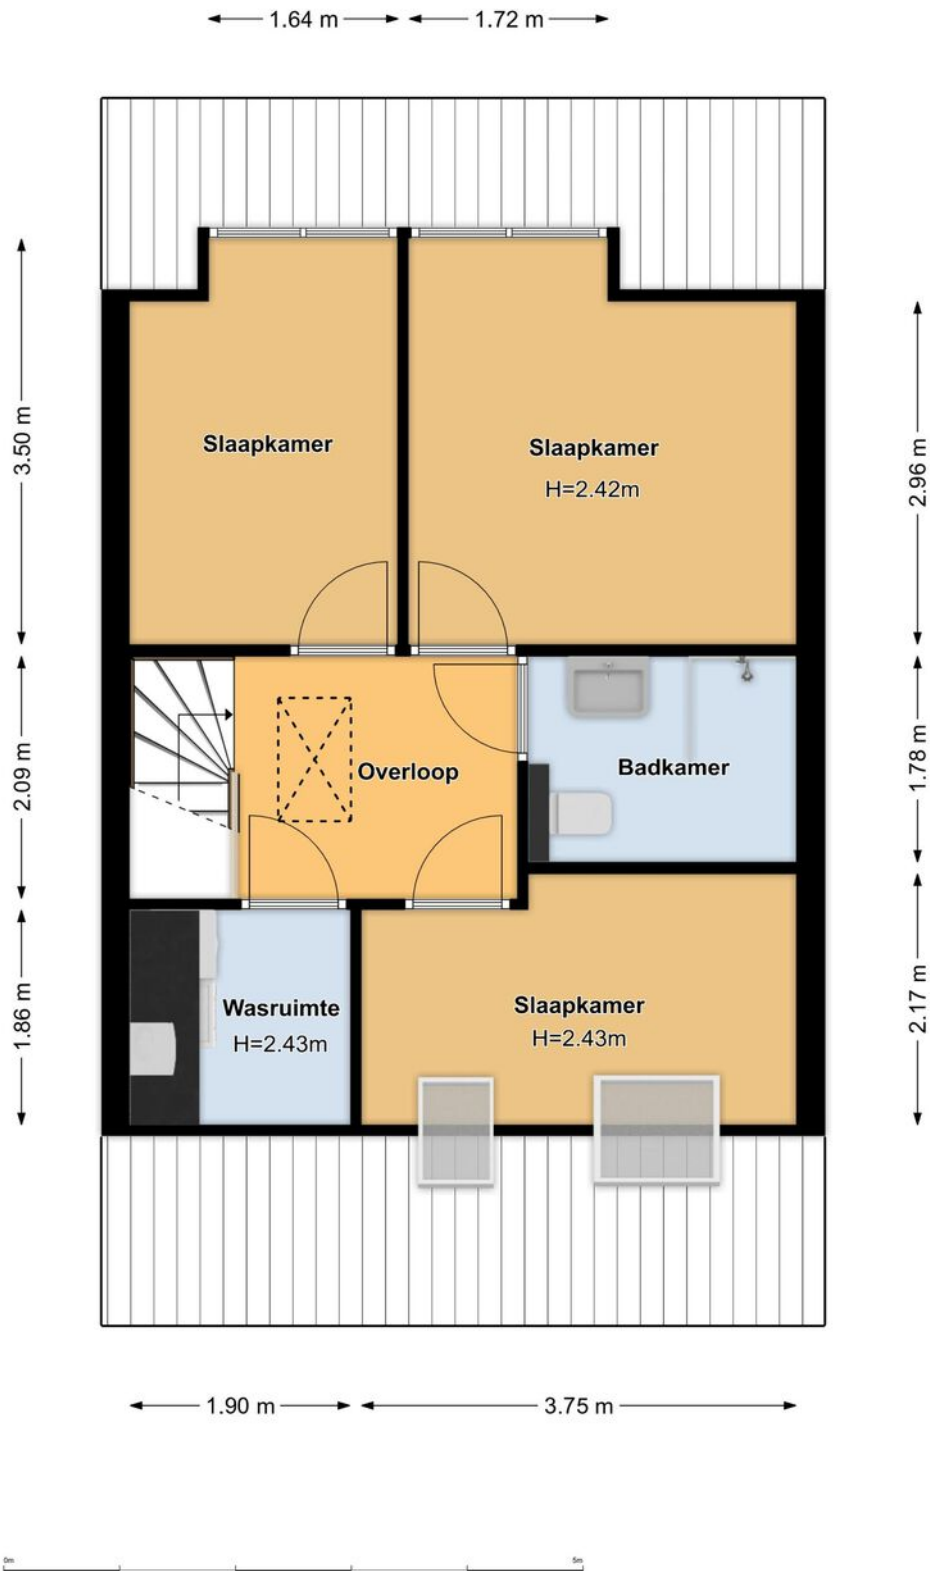 1.64 m
1.72 m
3.50 m
2.96 m
Slaapkamer
Slaapkamer
H=2.42m
2.09 m
1.78 m
Overloop
Badkamer
1.86 m
2.17 m
Wasruimte
H=2.43m
Slaapkamer
H=2.43m
1.90 m
3.75 m
0m
5m